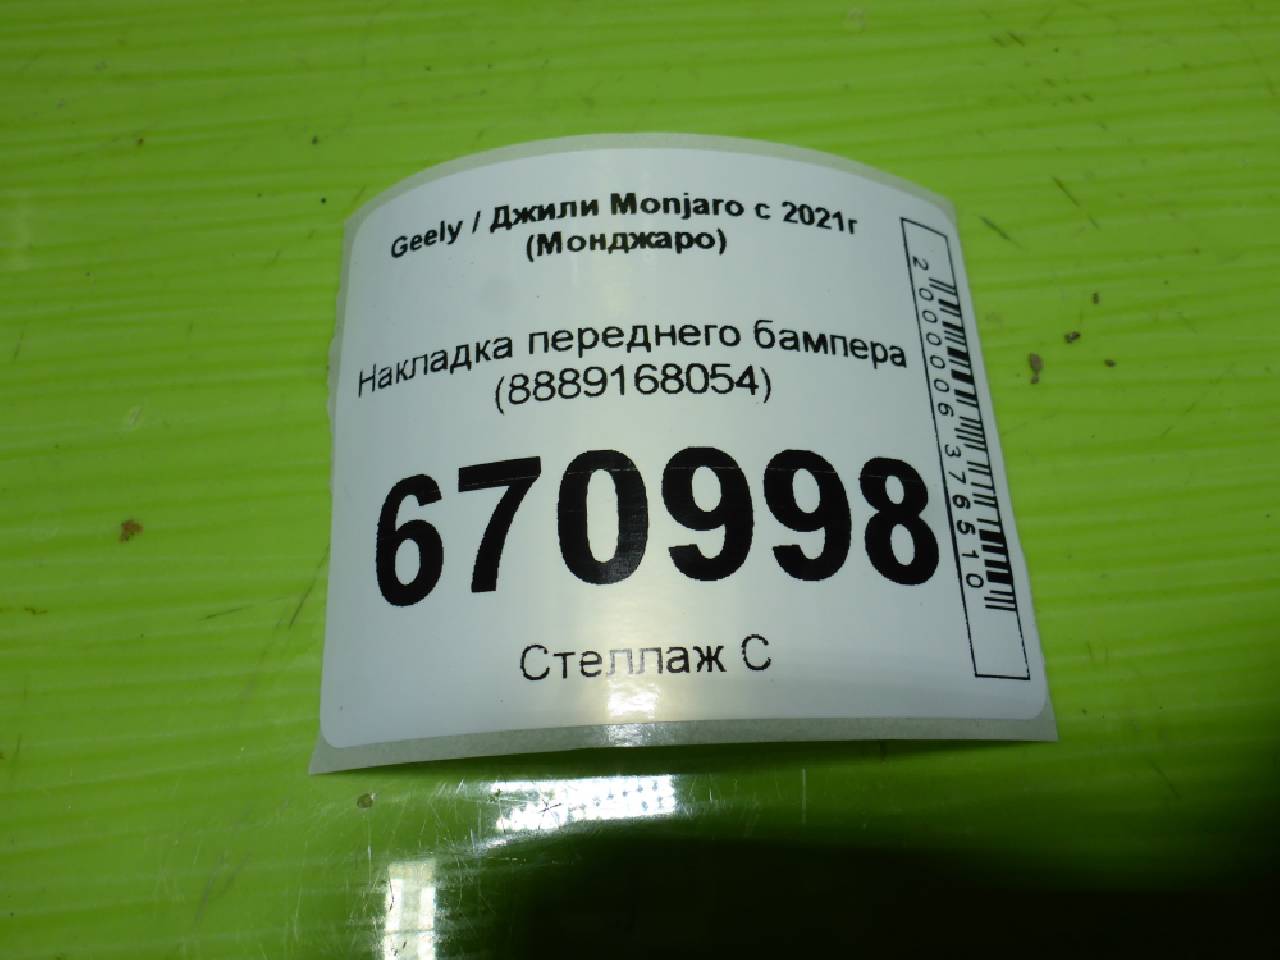 Geely / Джили Monjaro с 2021г
(Монджаро)
Накладка переднего бампера
(8889168054)
670998
Стеллаж С
2000006376510